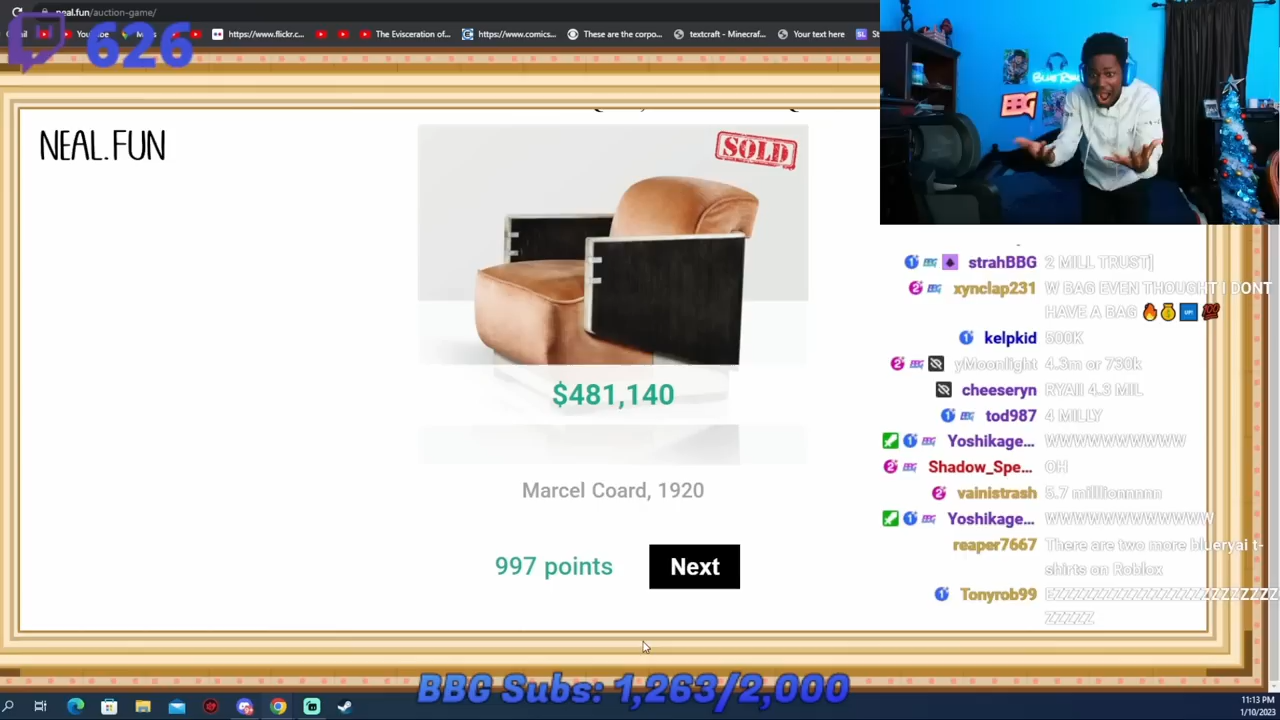 neal.fun/auction-game/
https://www.flickr.c...
The Evisceration of...
https://www.comics...
These are the corpo...
textcraft - Minecraf...
Your text here
626
NEAL.FUN
SOLD
$481,140
Marcel Coard, 1920
997 points
Next
BBG
strahBBG 2 MILL TRUST]
xynclap231 W BAG EVEN THOUGHT I DONT
HAVE A BAG
kelpkid 500K
yMoonlight 4.3m or 730k
cheeseryn RYAII 4.3 MIL
tod987 4 MILLY
Yoshikage... WWWWWWWWWWW
Shadow_Spe... OH
vainistrash 5.7 milllionnnnn
Yoshikage... WWWWWWWWWWWWW
reaper7667 There are two more blueryai t-
shirts on Roblox
Tonyrob99
BBG Subs: 1,263/2,000
11:13 PM
1/10/2023